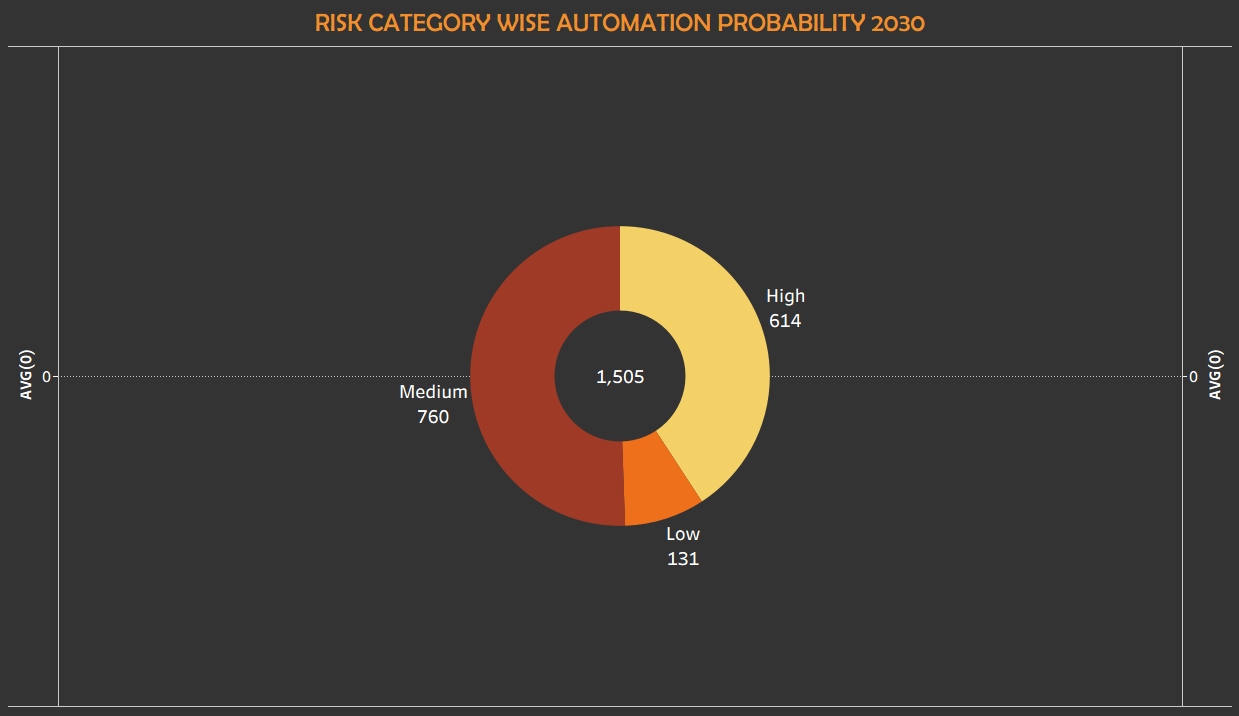 RISK CATEGORY WISE AUTOMATION PROBABILITY 2030
High
614
AVG(0)
0
1,505
0
AVG(0)
Medium
760
Low
131